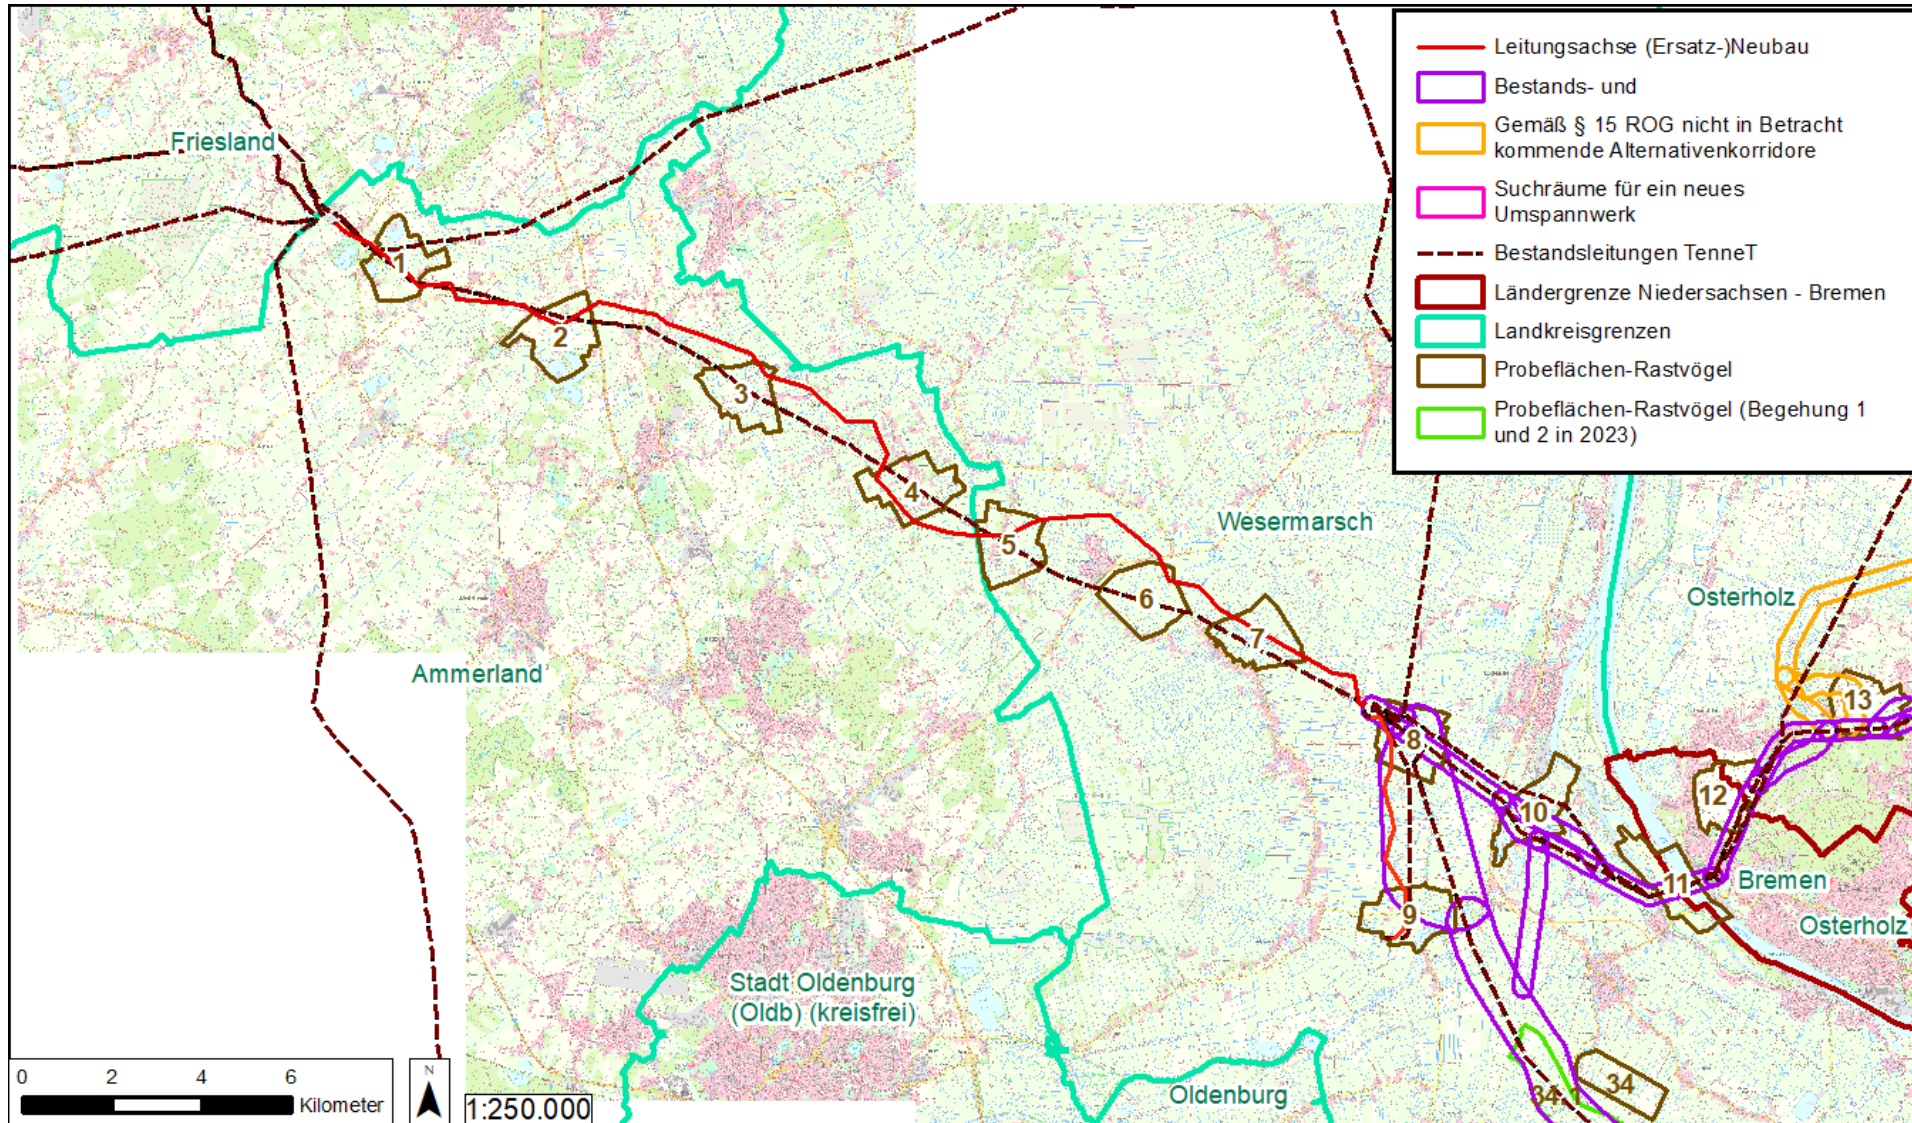 Leitungsachse (Ersatz-)Neubau
Bestands- und
Gemäß § 15 ROG nicht in Betracht
kommende Alternativenkorridore
Suchräume für ein neues
Umspannwerk
Bestandsleitungen TenneT
Ländergrenze Niedersachsen - Bremen
Landkreisgrenzen
Probeflächen-Rastvögel
Probeflächen-Rastvögel (Begehung 1
und 2 in 2023)
Friesland
1
2
3
4
5
Wesermarsch
6
7
Osterholz
Ammerland
13
8
12
10
11
Bremen
9
Osterholz
Stadt Oldenburg
(Oldb) (kreisfrei)
34
34.1
Oldenburg
0 2 4 6
Kilometer
N
1:250.000